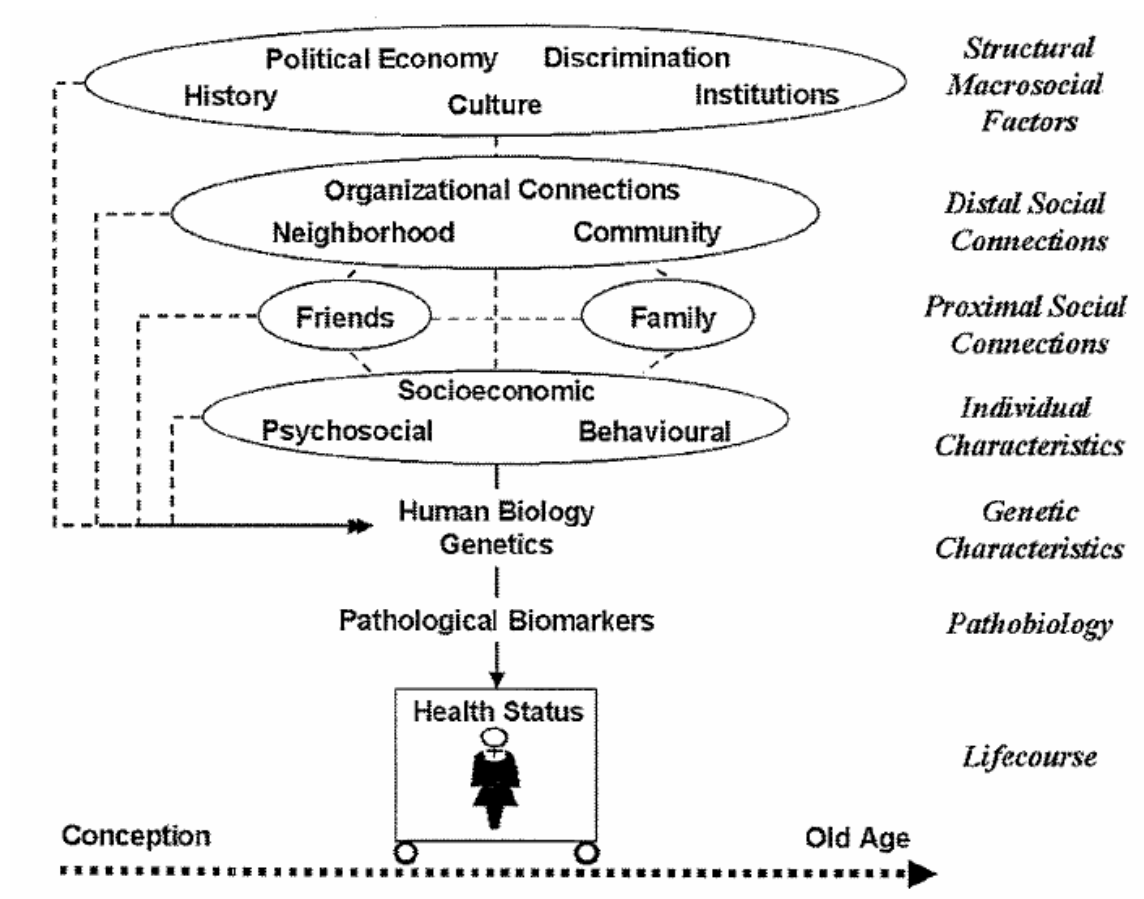 Political Economy Discrimination
History Culture Institutions
Structural
Macrosocial
Factors
Organizational Connections
Neighborhood Community
Distal Social
Connections
Friends Family
Proximal Social
Connections
Socioeconomic
Psychosocial Behavioural
Individual
Characteristics
Human Biology
Genetics
Genetic
Characteristics
Pathological Biomarkers
Pathobiology
Health Status
Lifecourse
Conception Old Age